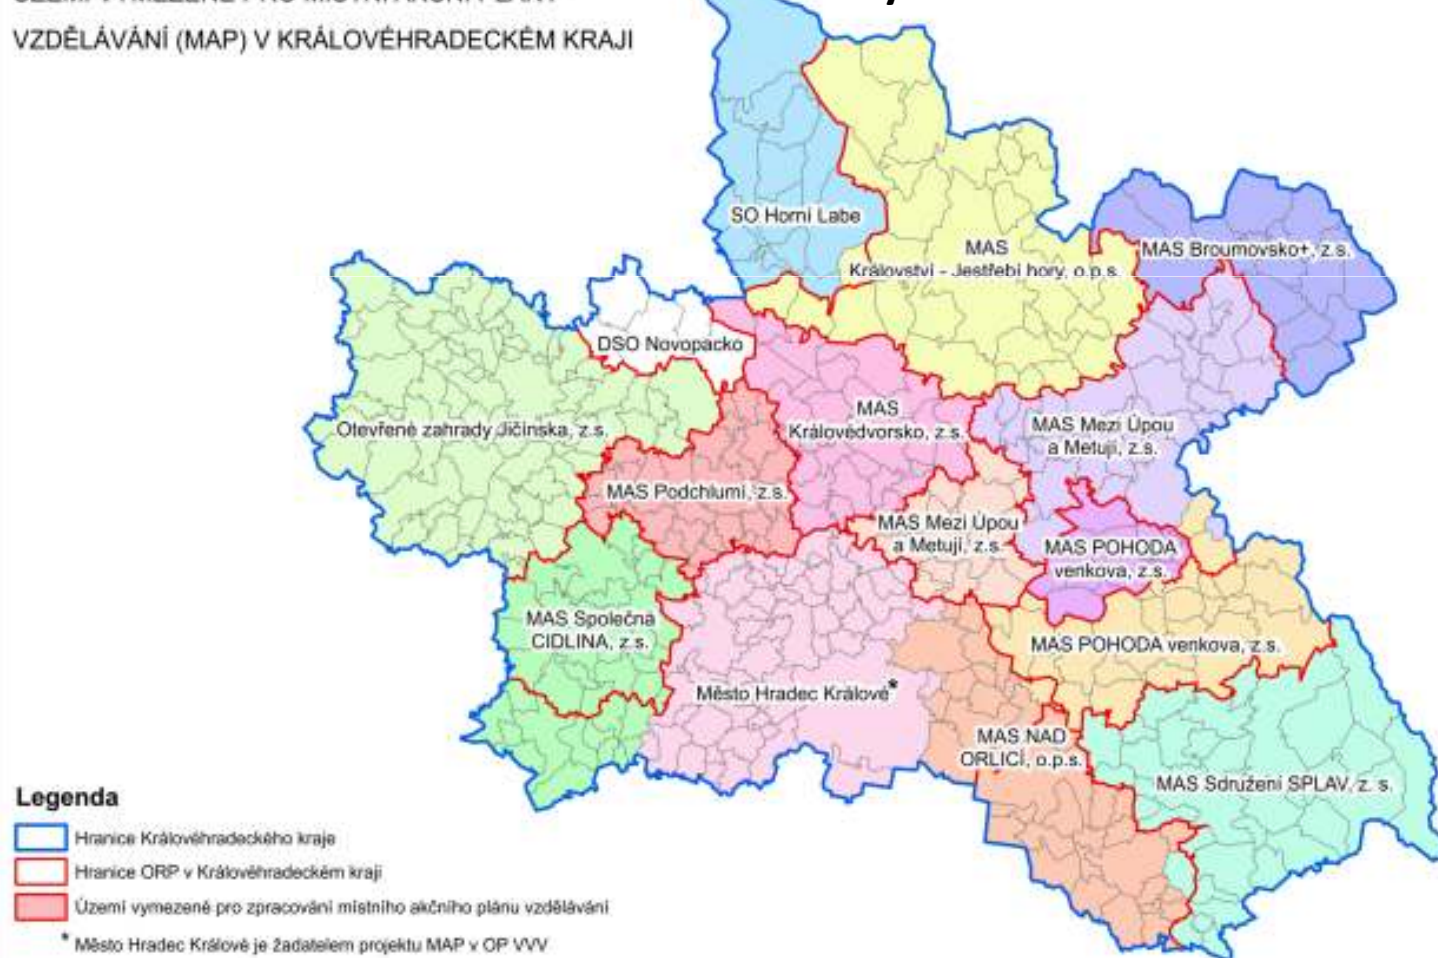 VZDĚLÁVÁNÍ (MAP) V KRÁLOVÉHRADECKÉM KRAJI
SO Horní Labe
MAS
Království - Jestřebí hory, o.p.s.
MAS Broumovsko+, z.s.
DSO Novopacko
Otevřené zahrady Jičínska, z.s.
MAS
Královédvorsko, z.s.
MAS Mezi Úpou
a Metují, z.s.
MAS Podchlumí, z.s.
MAS Mezi Úpou
a Metují, z.s.
MAS POHODA
venkova, z.s.
MAS Společná
CIDLINA, z.s.
MAS POHODA venkova, z.s.
Město Hradec Králové*
MAS NAD
ORLICÍ, o.p.s.
MAS Sdružení SPLAV, z. s.
Legenda
Hranice Královéhradeckého kraje
Hranice ORP v Královéhradeckém kraji
Území vymezené pro zpracování místního akčního plánu vzdělávání
* Město Hradec Králové je žadatelem projektu MAP v OP VVV